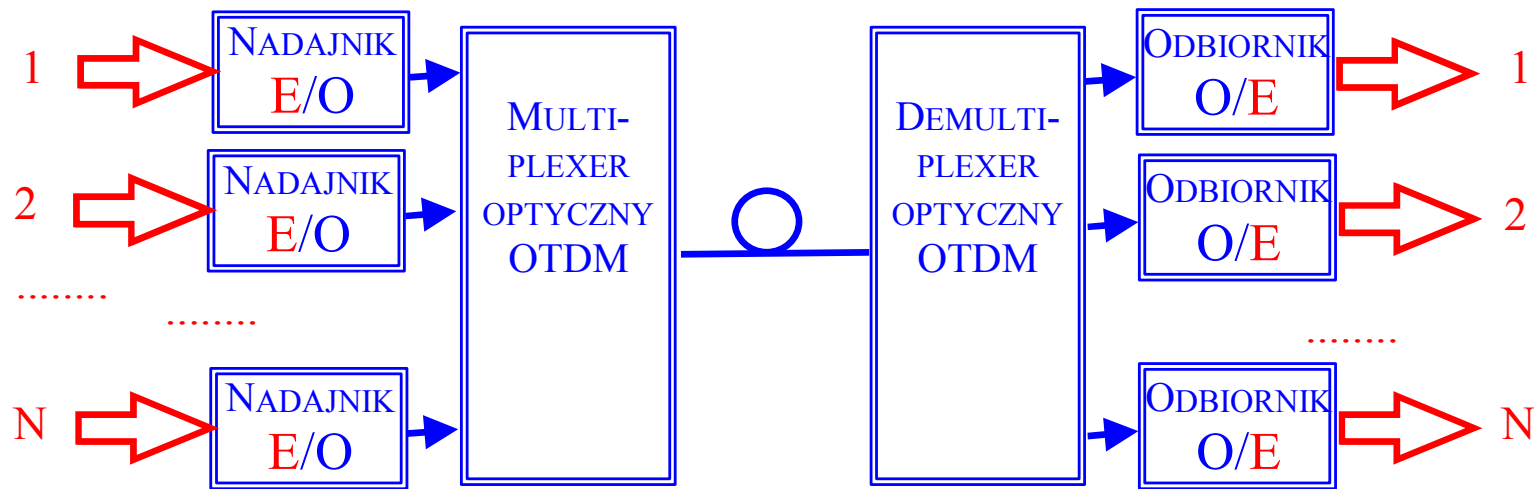 1
NADAJNIK
E/O
2
NADAJNIK
E/O
........
........
N
NADAJNIK
E/O
MULTI-
PLEXER
OPTYCZNY
OTDM
DEMULTI-
PLEXER
OPTYCZNY
OTDM
ODBIORNIK
O/E
1
ODBIORNIK
O/E
2
........
ODBIORNIK
O/E
N